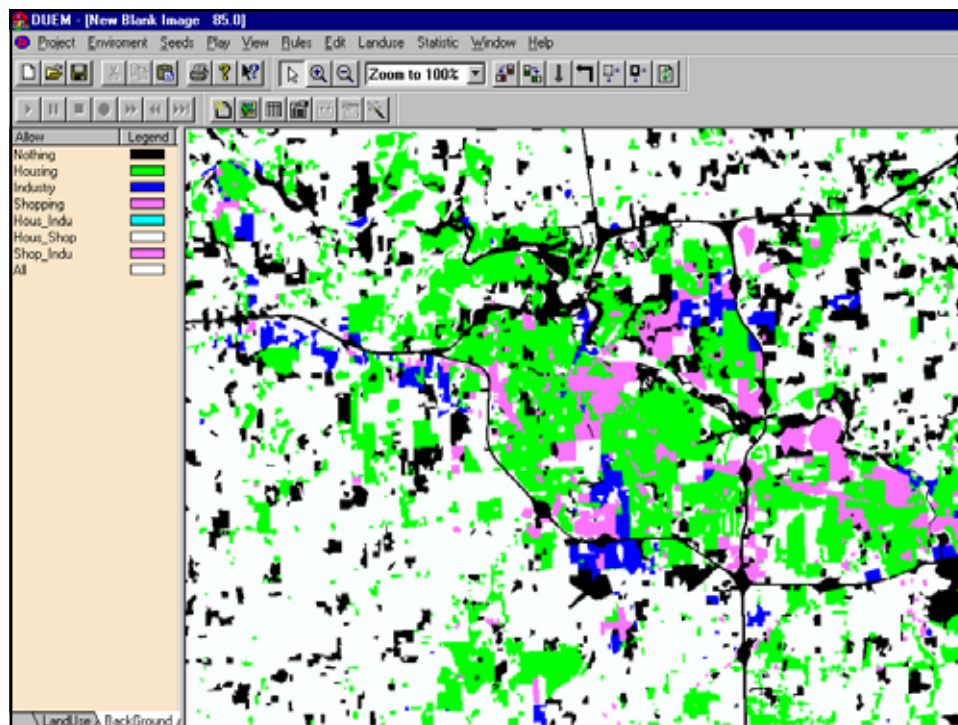 DUEM - [New Blank Image 85.0]
Project Enviroment Seeds Play View Rules Edit Landuse Statistic Window Help
Zoom to 100%
Allow Legend
Nothing
Housing
Industry
Shopping
Hous_Indu
Hous_Shop
Shop_Indu
All
LandUse BackGround